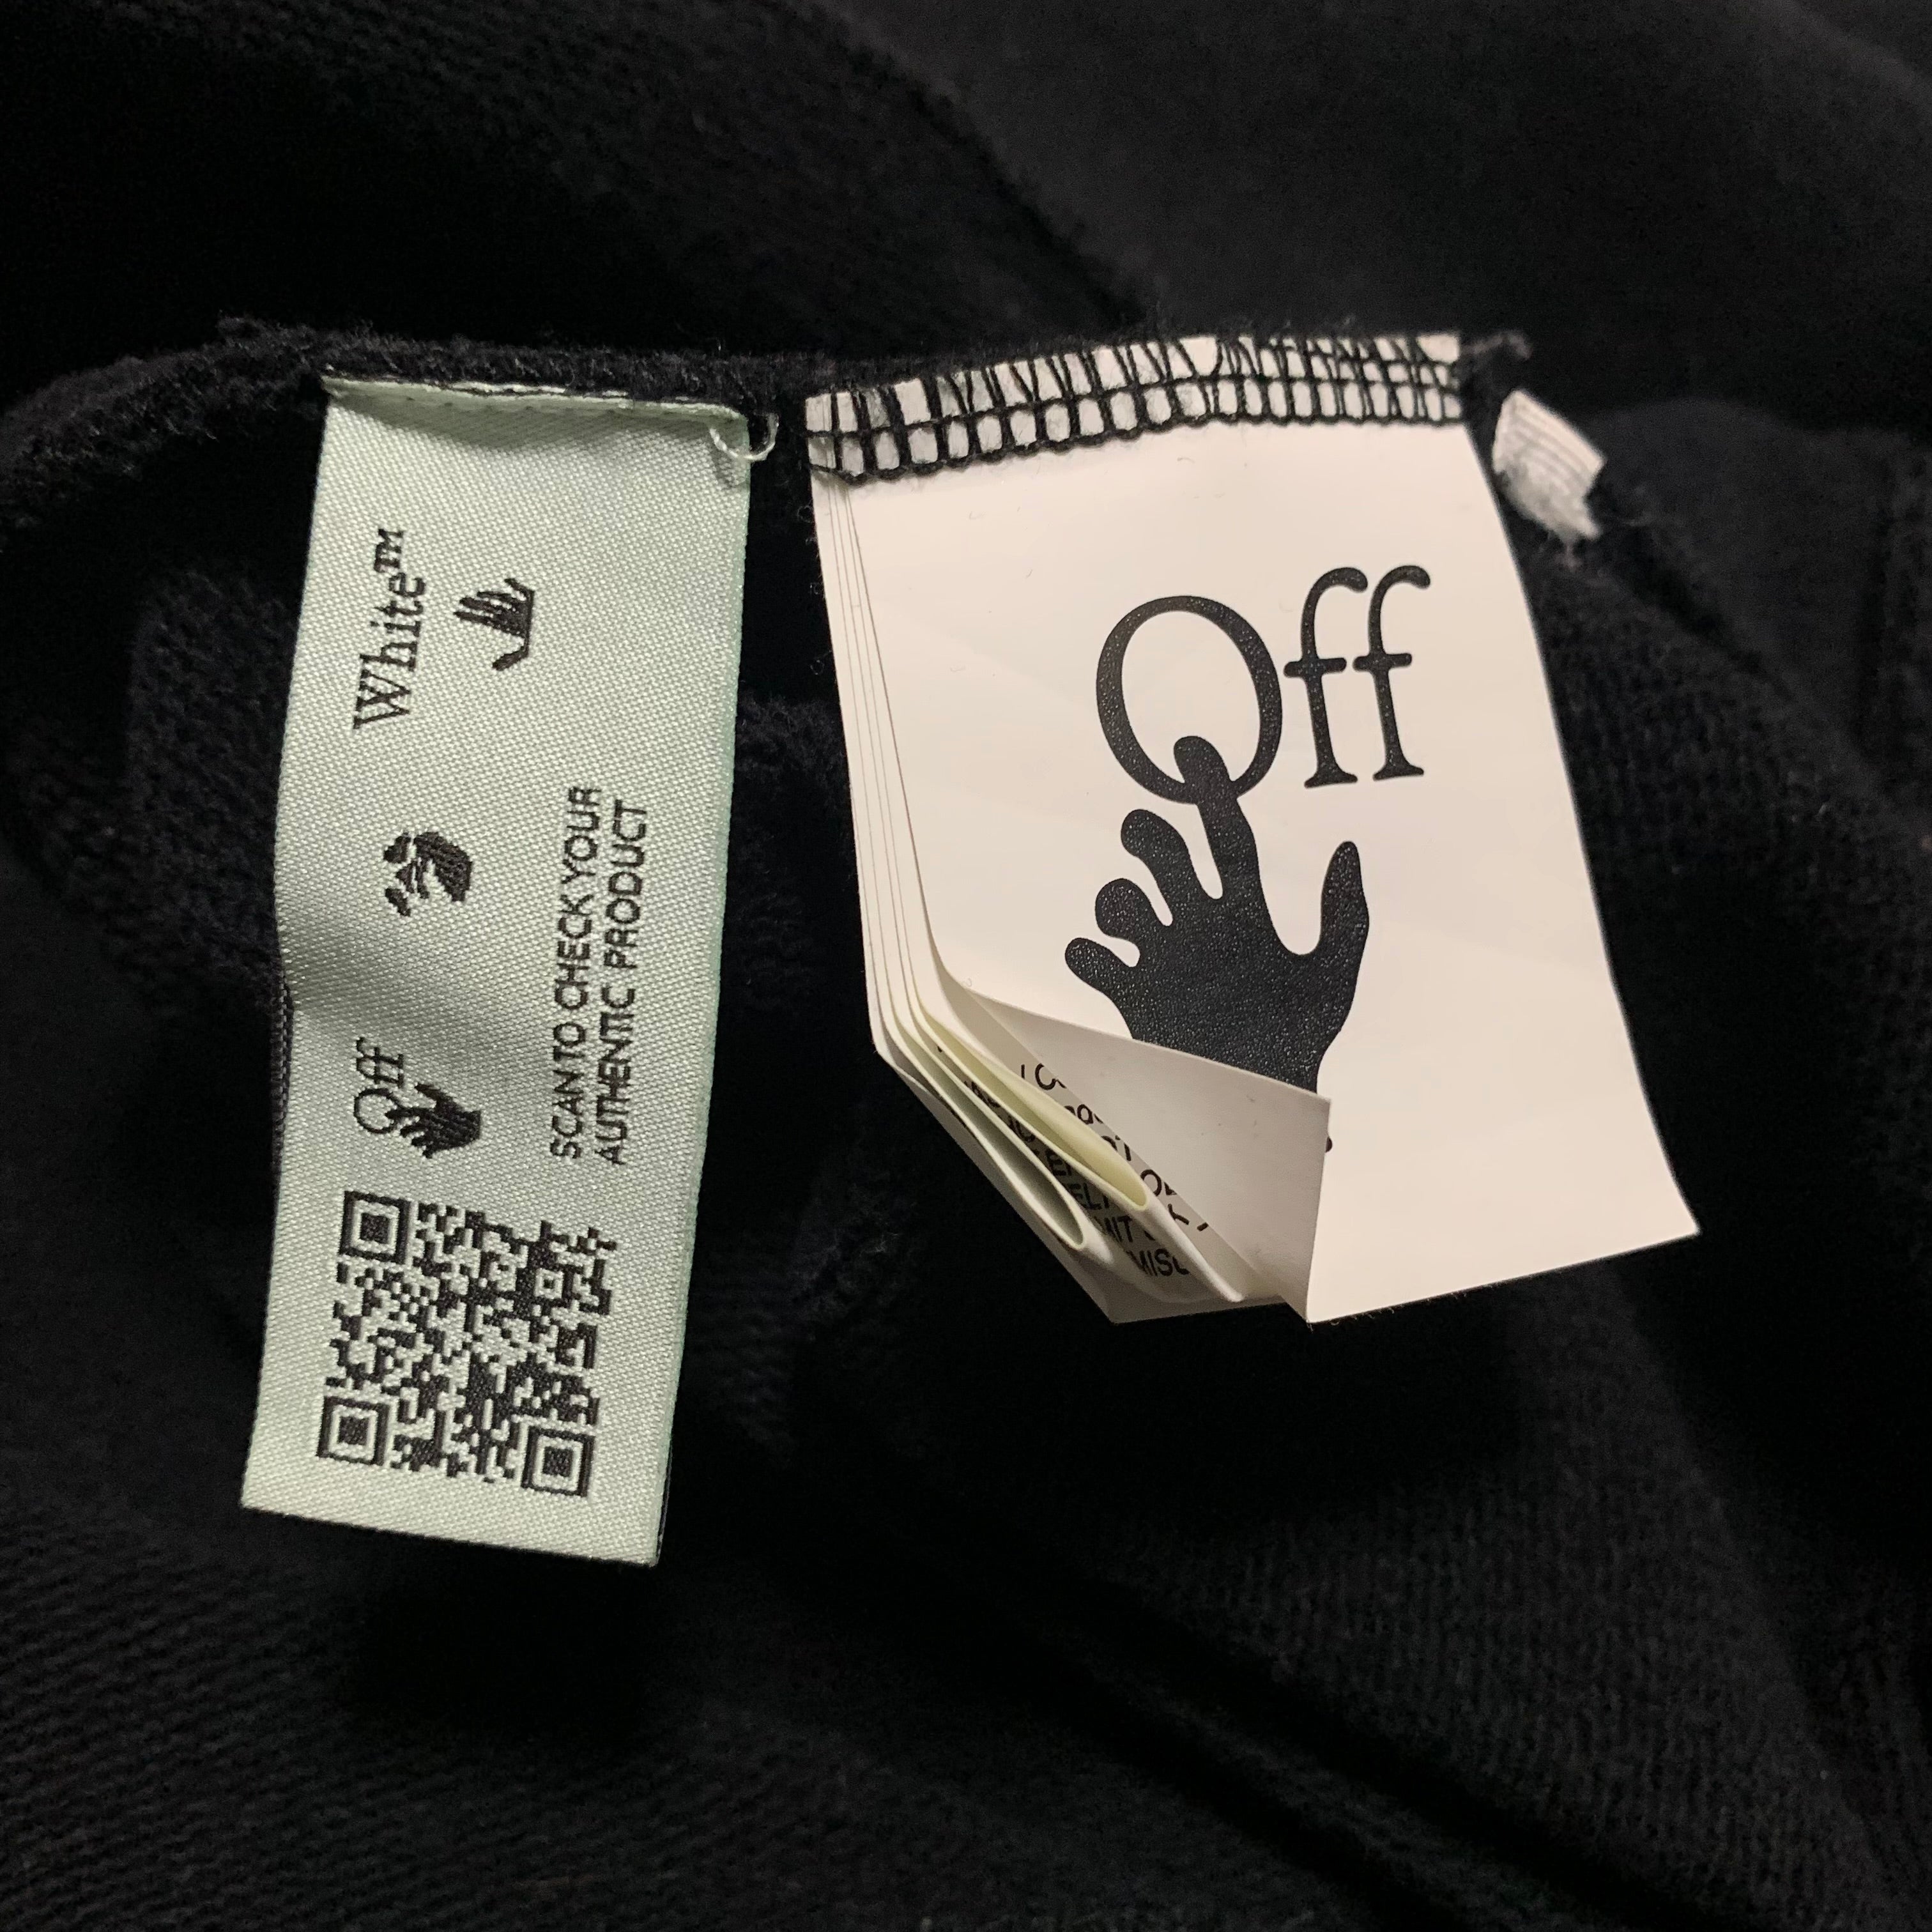 White™
Off
SCAN TO CHECK YOUR
AUTHENTIC PRODUCT
Off